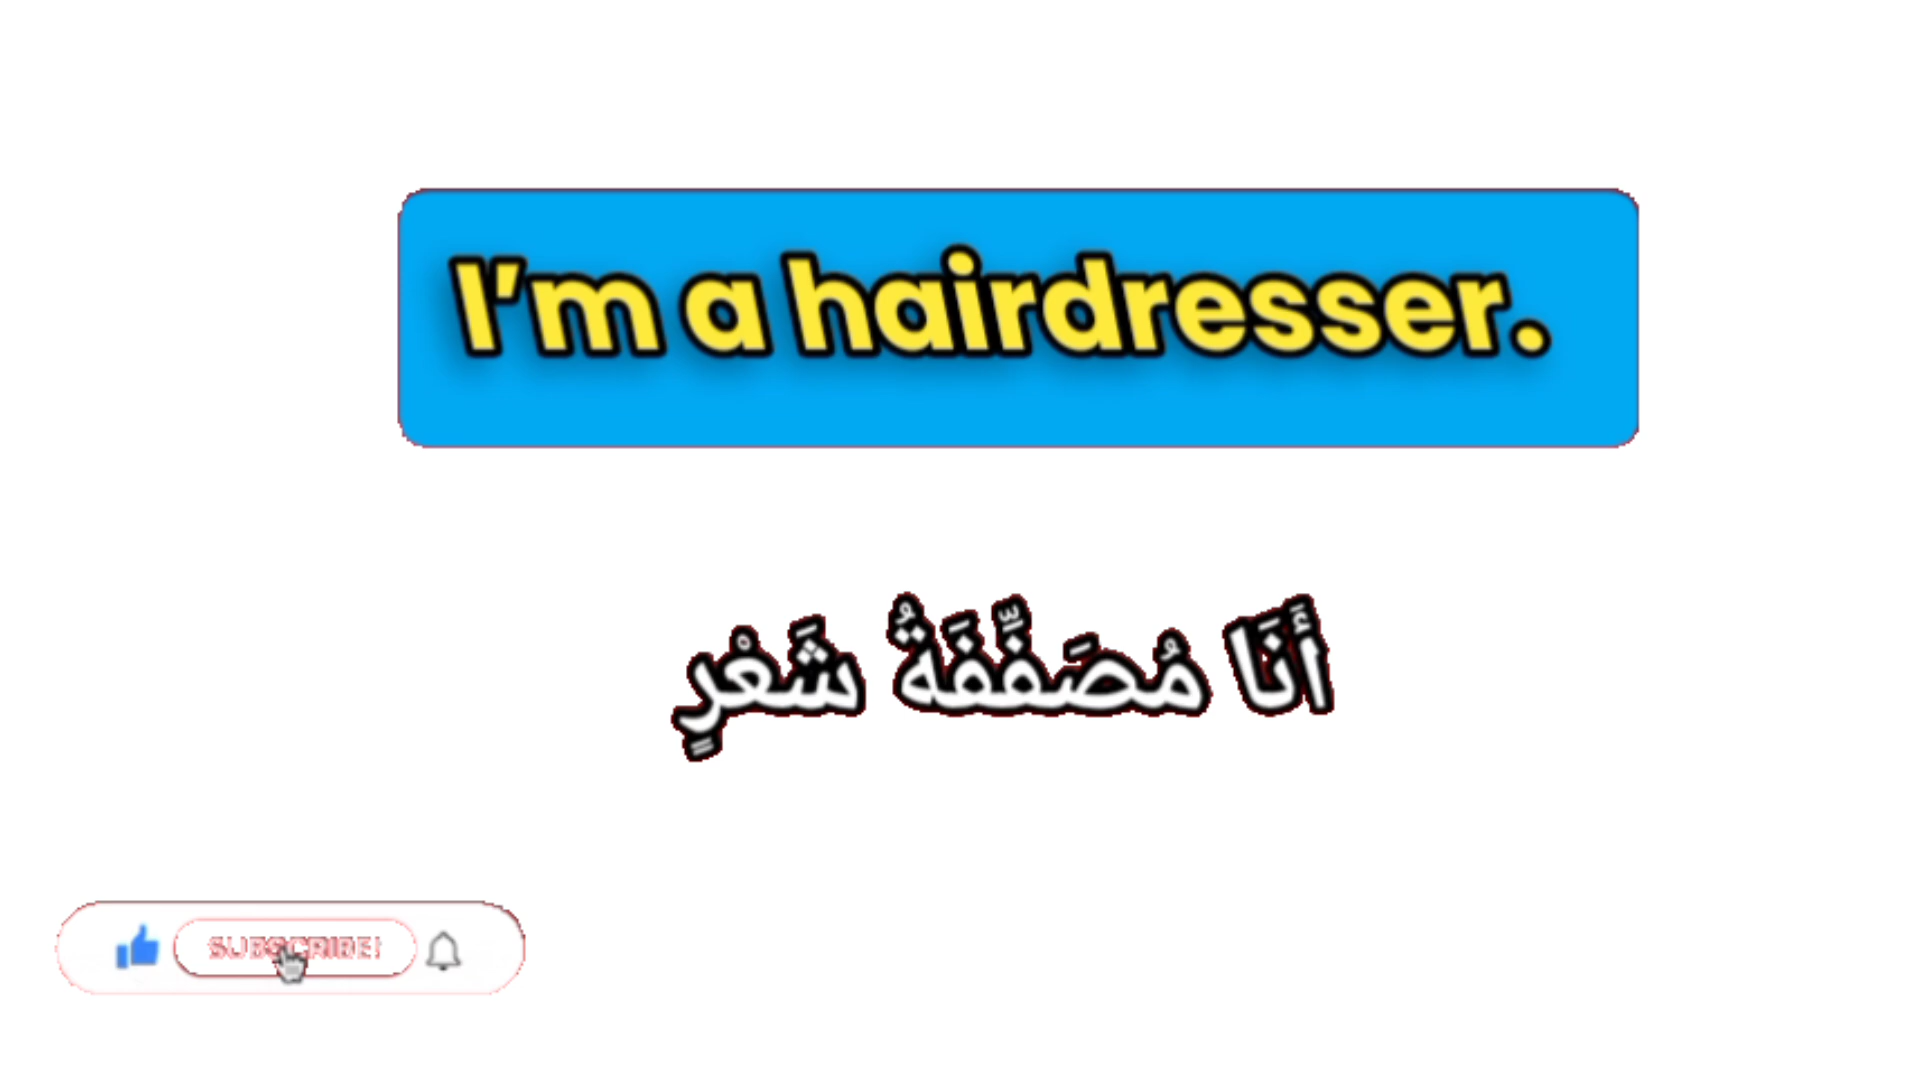 I'm a hairdresser.
أَنَا مُصَفِّفَةُ شَعْرٍ
SUBSCRIBE!